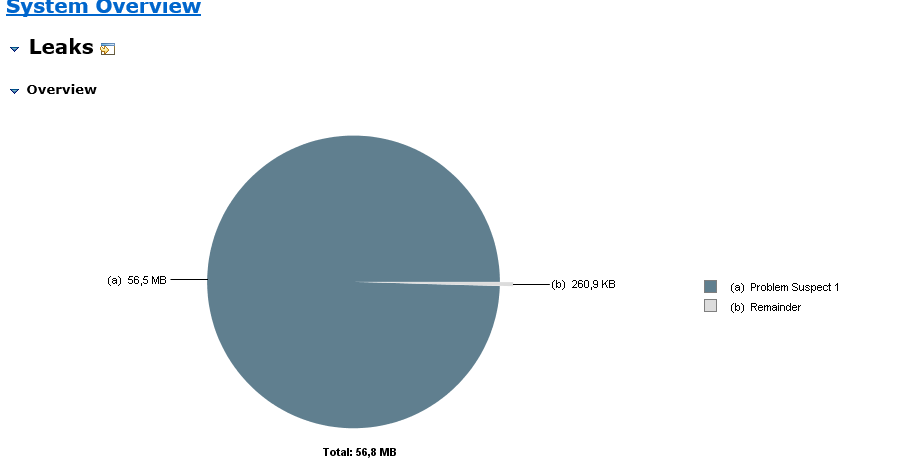 System Overview
Leaks
Overview
(a) 56,5 MB
(b) 260,9 KB
(a) Problem Suspect 1
(b) Remainder
Total: 56,8 MB